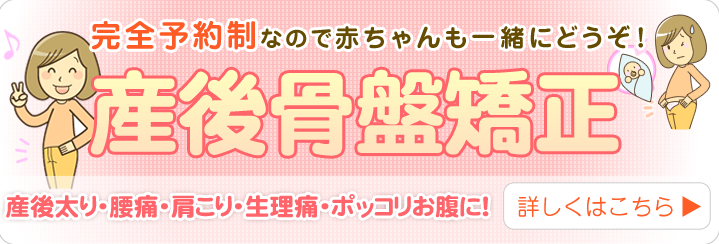 完全予約制なので赤ちゃんも一緒にどうぞ!
産後骨盤矯正
産後太り・腰痛・肩こり・生理痛・ポッコリお腹に!
詳しくはこちら▶